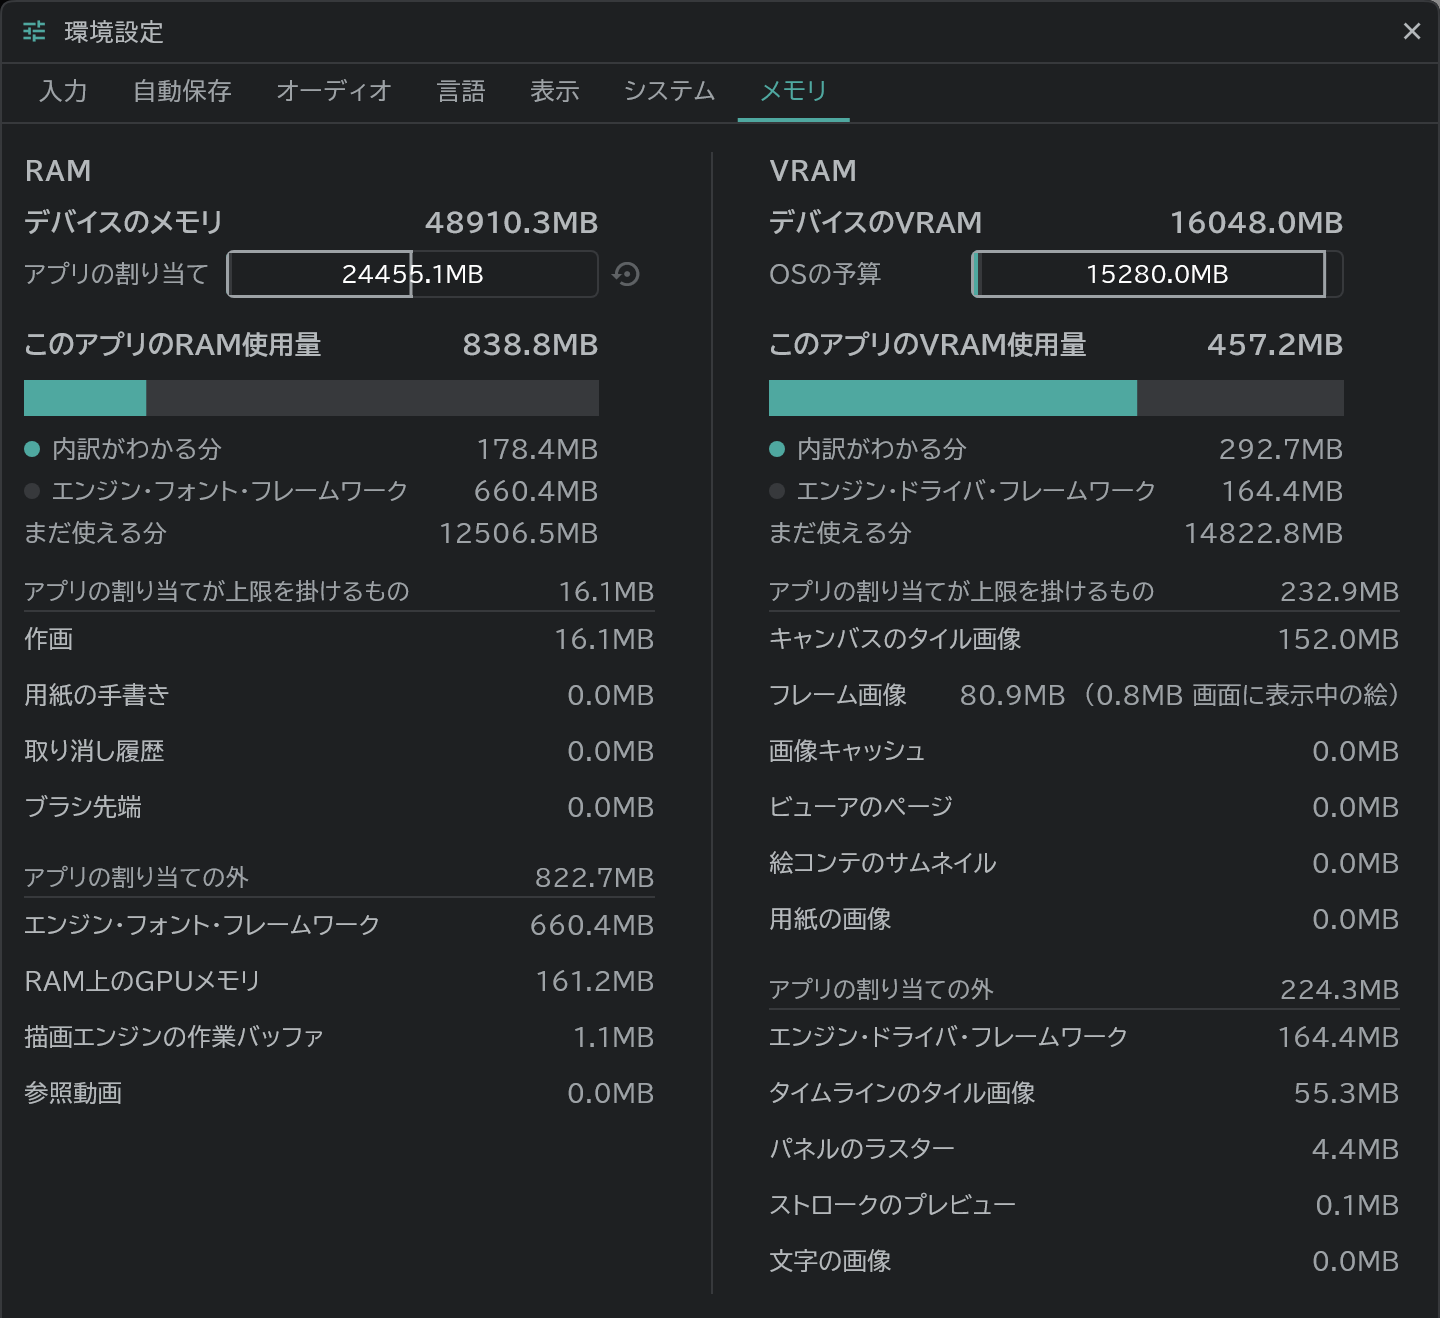 環境設定
入力 自動保存 オーディオ 言語 表示 システム メモリ
RAM
デバイスのメモリ 48910.3MB
アプリの割り当て 24455.1MB
このアプリのRAM使用量 838.8MB
内訳がわかる分 178.4MB
エンジン・フォント・フレームワーク 660.4MB
まだ使える分 12506.5MB
アプリの割り当てが上限を掛けるもの 16.1MB
作画 16.1MB
用紙の手書き 0.0MB
取り消し履歴 0.0MB
ブラシ先端 0.0MB
アプリの割り当ての外 822.7MB
エンジン・フォント・フレームワーク 660.4MB
RAM上のGPUメモリ 161.2MB
描画エンジンの作業バッファ 1.1MB
参照動画 0.0MB
VRAM
デバイスのVRAM 16048.0MB
OSの予算 15280.0MB
このアプリのVRAM使用量 457.2MB
内訳がわかる分 292.7MB
エンジン・ドライバ・フレームワーク 164.4MB
まだ使える分 14822.8MB
アプリの割り当てが上限を掛けるもの 232.9MB
キャンバスのタイル画像 152.0MB
フレーム画像 80.9MB（0.8MB 画面に表示中の絵）
画像キャッシュ 0.0MB
ビューアのページ 0.0MB
絵コンテのサムネイル 0.0MB
用紙の画像 0.0MB
アプリの割り当ての外 224.3MB
エンジン・ドライバ・フレームワーク 164.4MB
タイムラインのタイル画像 55.3MB
パネルのラスター 4.4MB
ストロークのプレビュー 0.1MB
文字の画像 0.0MB